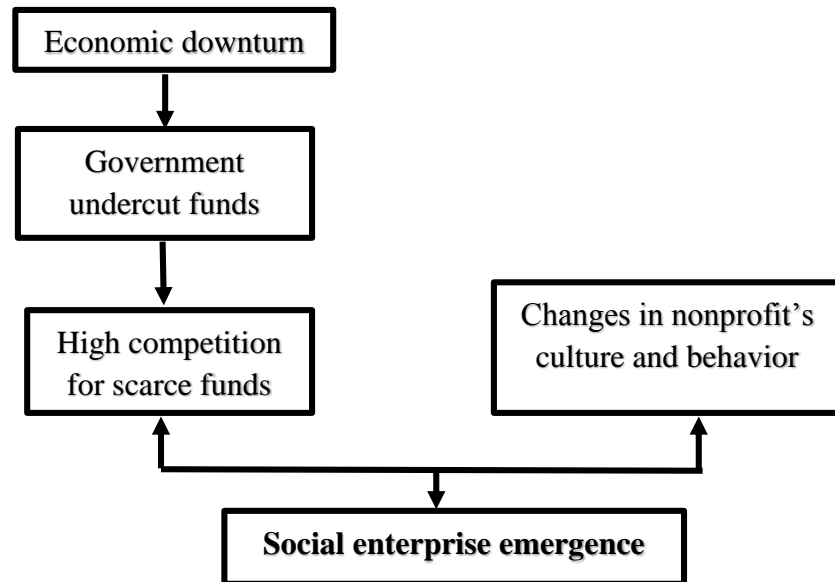 Economic downturn
Government
undercut funds
High competition
for scarce funds
Changes in nonprofit’s
culture and behavior
Social enterprise emergence